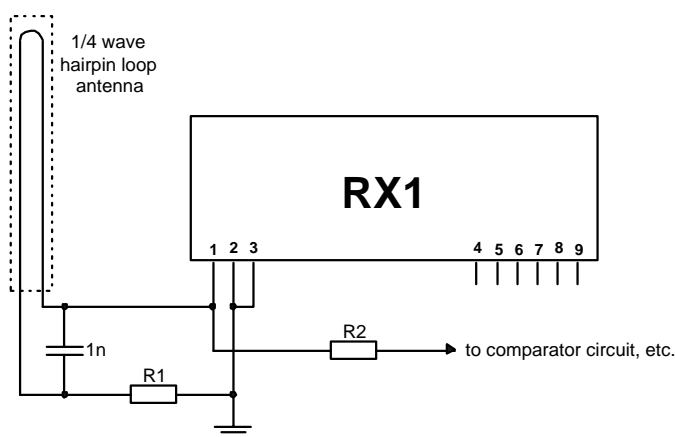 1/4 wave
hairpin loop
antenna
RX1
1 2 3
4 5 6 7 8 9
R2
to comparator circuit, etc.
1n
R1